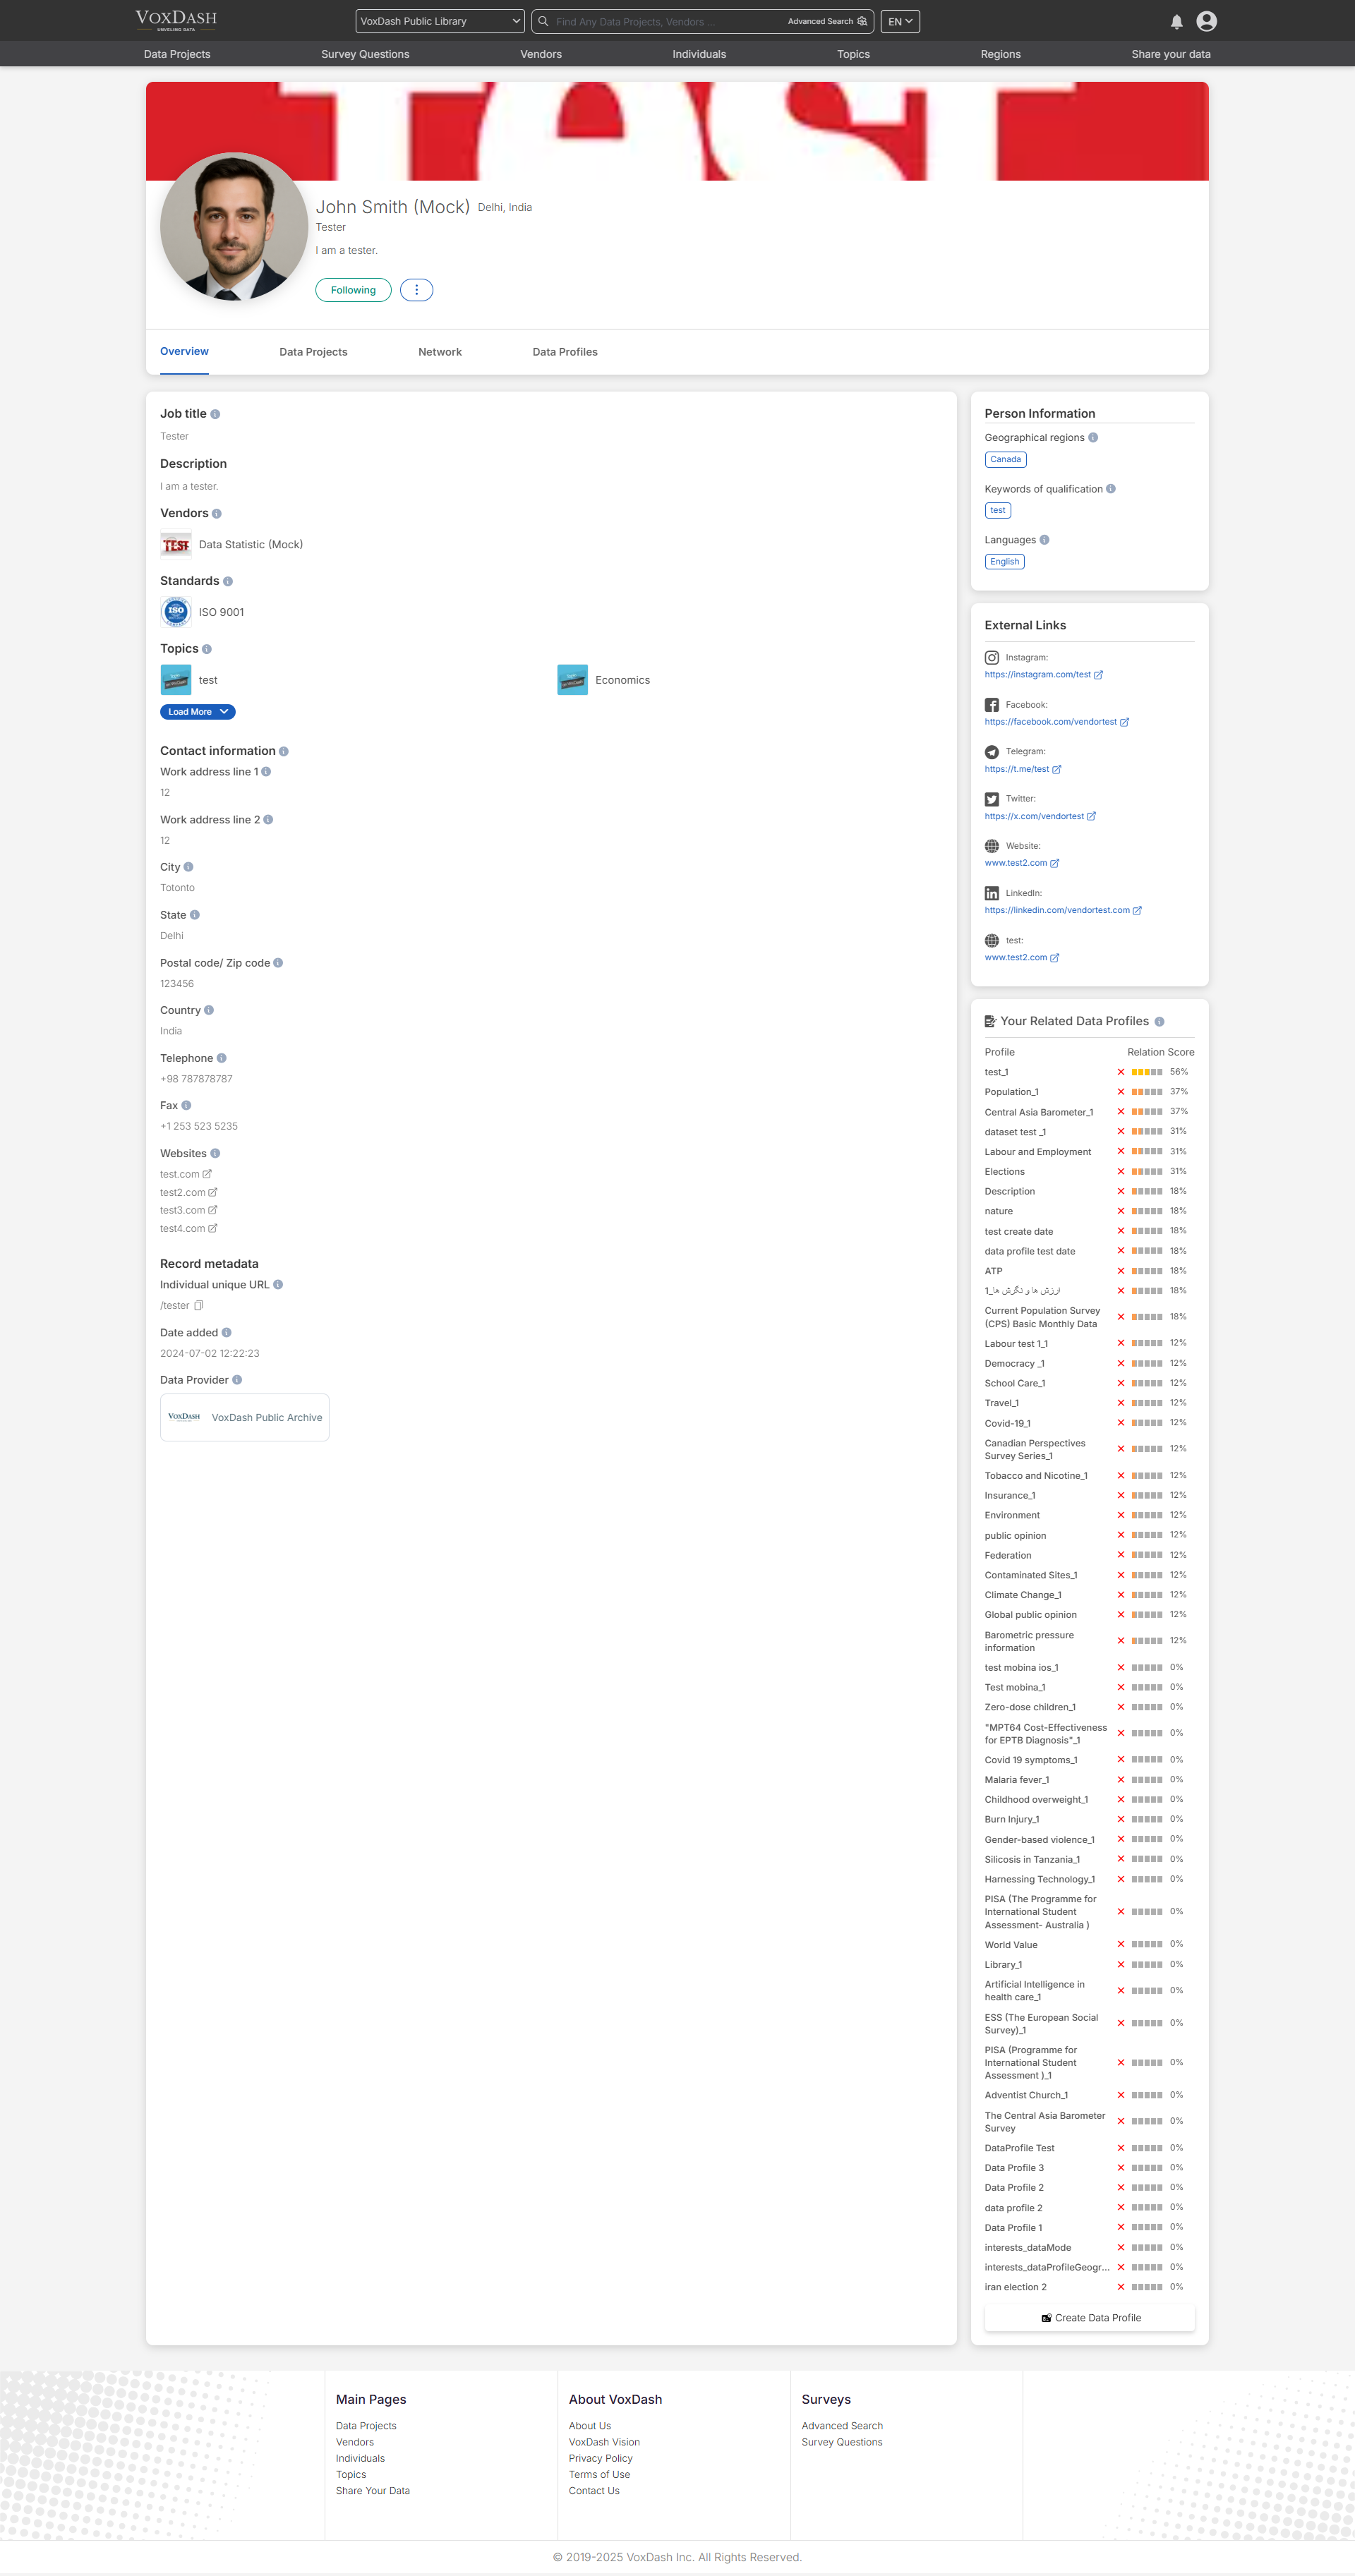 VOXDASH
UNVEILING DATA
VoxDash Public Library
Find Any Data Projects, Vendors ...
Advanced Search
EN
Data Projects
Survey Questions
Vendors
Individuals
Topics
Regions
Share your data
TEST
John Smith (Mock) Delhi, India
Tester
I am a tester.
Following
Overview
Data Projects
Network
Data Profiles
Job title
Tester
Description
I am a tester.
Vendors
TEST
Data Statistic (Mock)
Standards
ISO
ISO 9001
Topics
test
Economics
Load More
Contact information
Work address line 1
12
Work address line 2
12
City
Totonto
State
Delhi
Postal code/ Zip code
123456
Country
India
Telephone
+98 787878787
Fax
+1 253 523 5235
Websites
test.com
test2.com
test3.com
test4.com
Record metadata
Individual unique URL
/tester
Date added
2024-07-02 12:22:23
Data Provider
VOXDASH
VoxDash Public Archive
Person Information
Geographical regions
Canada
Keywords of qualification
test
Languages
English
External Links
Instagram:
https://instagram.com/test
Facebook:
https://facebook.com/vendortest
Telegram:
https://t.me/test
Twitter:
https://x.com/vendortest
Website:
www.test2.com
LinkedIn:
https://linkedin.com/vendortest.com
test:
www.test2.com
Your Related Data Profiles
Profile Relation Score
test_1 56%
Population_1 37%
Central Asia Barometer_1 37%
dataset test _1 31%
Labour and Employment 31%
Elections 31%
Description 18%
nature 18%
test create date 18%
data profile test date 18%
ATP 18%
ارزش ها و نگرش ها_1 18%
Current Population Survey
(CPS) Basic Monthly Data 18%
Labour test 1_1 12%
Democracy _1 12%
School Care_1 12%
Travel_1 12%
Covid-19_1 12%
Canadian Perspectives
Survey Series_1 12%
Tobacco and Nicotine_1 12%
Insurance_1 12%
Environment 12%
public opinion 12%
Federation 12%
Contaminated Sites_1 12%
Climate Change_1 12%
Global public opinion 12%
Barometric pressure
information 12%
test mobina ios_1 0%
Test mobina_1 0%
Zero-dose children_1 0%
"MPT64 Cost-Effectiveness
for EPTB Diagnosis"_1 0%
Covid 19 symptoms_1 0%
Malaria fever_1 0%
Childhood overweight_1 0%
Burn Injury_1 0%
Gender-based violence_1 0%
Silicosis in Tanzania_1 0%
Harnessing Technology_1 0%
PISA (The Programme for
International Student 0%
Assessment- Australia )
World Value 0%
Library_1 0%
Artificial Intelligence in
health care_1 0%
ESS (The European Social
Survey)_1 0%
PISA (Programme for
International Student 0%
Assessment )_1
Adventist Church_1 0%
The Central Asia Barometer
Survey 0%
DataProfile Test 0%
Data Profile 3 0%
Data Profile 2 0%
data profile 2 0%
Data Profile 1 0%
interests_dataMode 0%
interests_dataProfileGeogr... 0%
iran election 2 0%
Create Data Profile
Main Pages
Data Projects
Vendors
Individuals
Topics
Share Your Data
About VoxDash
About Us
VoxDash Vision
Privacy Policy
Terms of Use
Contact Us
Surveys
Advanced Search
Survey Questions
© 2019-2025 VoxDash Inc. All Rights Reserved.